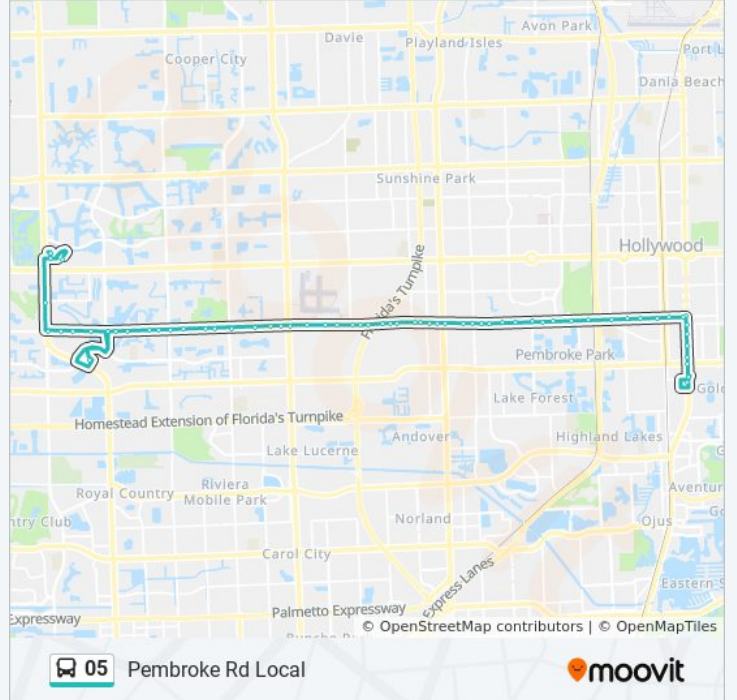 Avon Park
Davie
Playland Isles
Port L
Cooper City
Dania Beach
Sunshine Park
Hollywood
Florida's Turnpike
Pembroke Park
Gold
Lake Forest
Homestead Extension of Florida's Turnpike
Andover
Highland Lakes
Lake Lucerne
Riviera
Mobile Park
Royal Country
Aventur
ntry Club
Norland
Ojus
Go
Carol City
Express Lanes
Eastern S
Palmetto Expressway
Expressway
© OpenStreetMap contributors | © OpenMapTiles
05 Pembroke Rd Local
moovit